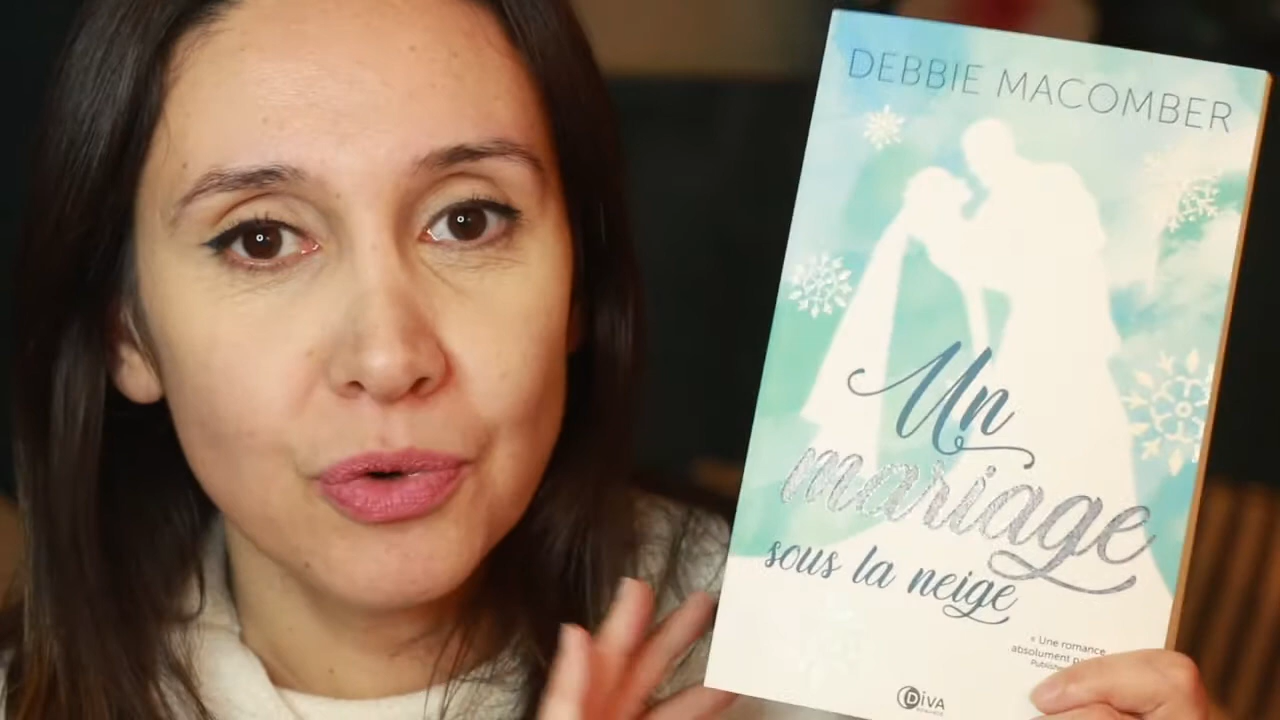 DEBBIE MACOMBER
Un
mariage
sous la neige
« Une romance
absolument
DIVA